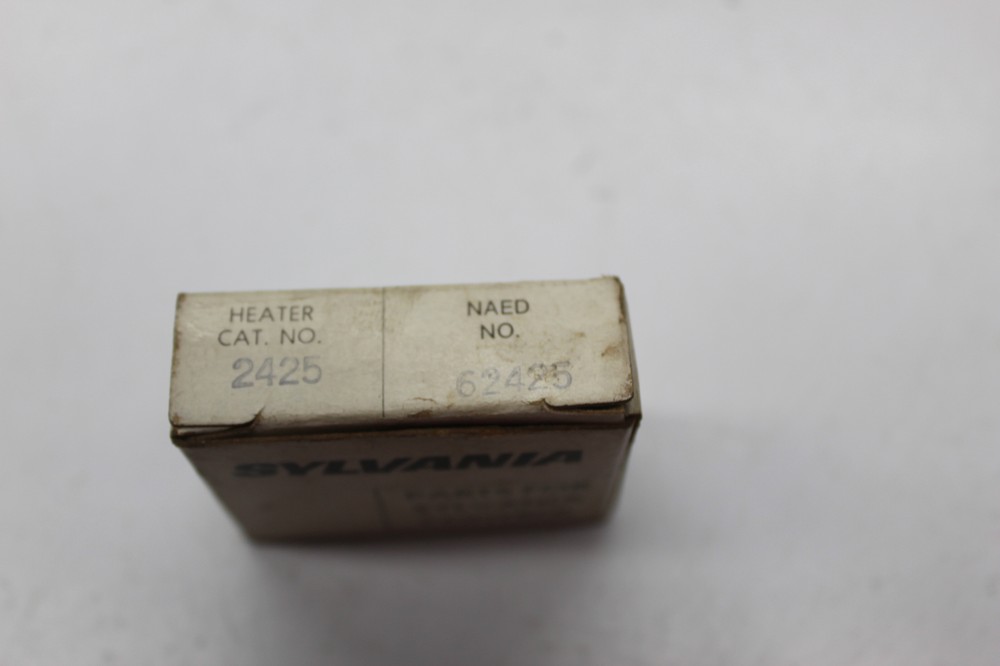 HEATER
CAT. NO.
2425
NAED
NO.
62425
SYLVANIA